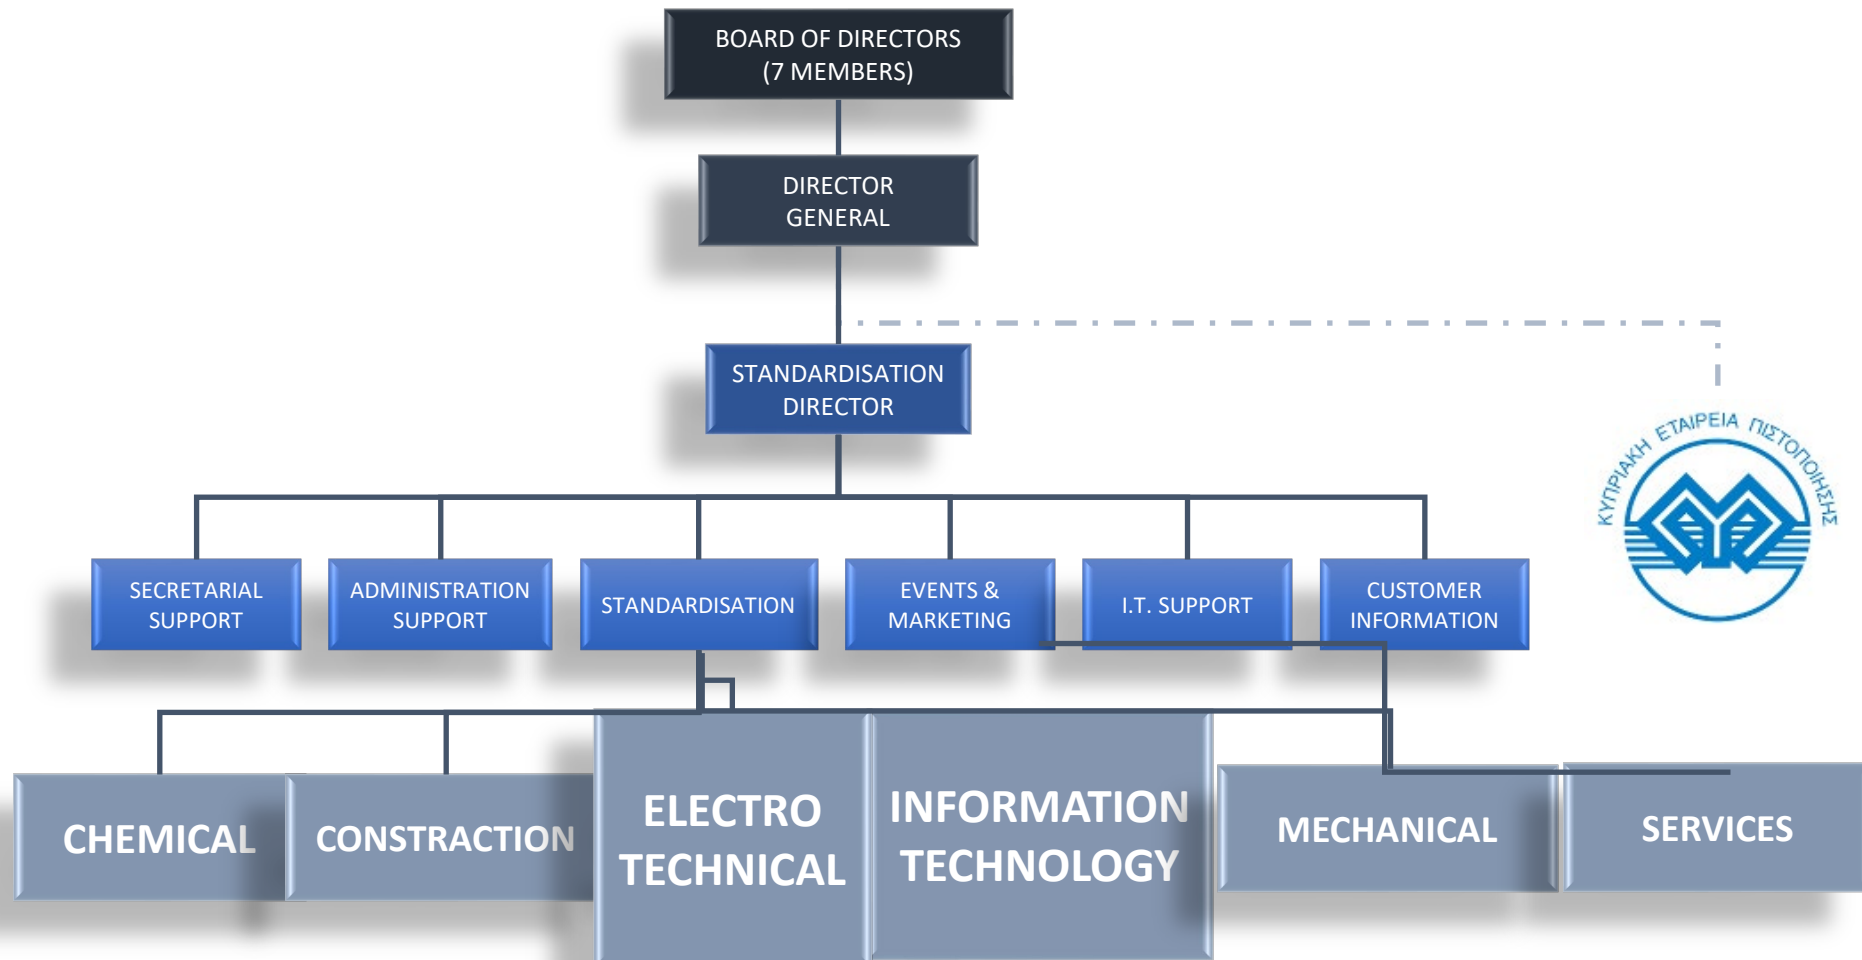 BOARD OF DIRECTORS
(7 MEMBERS)
DIRECTOR
GENERAL
STANDARDISATION
DIRECTOR
ΚΥΠΡΙΑΚΗ ΕΤΑΙΡΕΙΑ ΠΙΣΤΟΠΟΙΗΣΗΣ
SECRETARIAL
SUPPORT
ADMINISTRATION
SUPPORT
STANDARDISATION
EVENTS &
MARKETING
I.T. SUPPORT
CUSTOMER
INFORMATION
CHEMICAL
CONSTRACTION
ELECTRO
TECHNICAL
INFORMATION
TECHNOLOGY
MECHANICAL
SERVICES